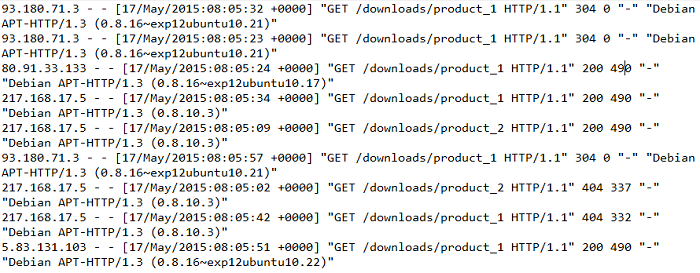 93.180.71.3 - - [17/May/2015:08:05:32 +0000] "GET /downloads/product_1 HTTP/1.1" 304 0 "-" "Debian
APT-HTTP/1.3 (0.8.16~exp12ubuntu10.21)"
93.180.71.3 - - [17/May/2015:08:05:23 +0000] "GET /downloads/product_1 HTTP/1.1" 304 0 "-" "Debian
APT-HTTP/1.3 (0.8.16~exp12ubuntu10.21)"
80.91.33.133 - - [17/May/2015:08:05:24 +0000] "GET /downloads/product_1 HTTP/1.1" 200 490 "-"
"Debian APT-HTTP/1.3 (0.8.16~exp12ubuntu10.17)"
217.168.17.5 - - [17/May/2015:08:05:34 +0000] "GET /downloads/product_1 HTTP/1.1" 200 490 "-"
"Debian APT-HTTP/1.3 (0.8.10.3)"
217.168.17.5 - - [17/May/2015:08:05:09 +0000] "GET /downloads/product_2 HTTP/1.1" 200 490 "-"
"Debian APT-HTTP/1.3 (0.8.10.3)"
93.180.71.3 - - [17/May/2015:08:05:57 +0000] "GET /downloads/product_1 HTTP/1.1" 304 0 "-" "Debian
APT-HTTP/1.3 (0.8.16~exp12ubuntu10.21)"
217.168.17.5 - - [17/May/2015:08:05:02 +0000] "GET /downloads/product_2 HTTP/1.1" 404 337 "-"
"Debian APT-HTTP/1.3 (0.8.10.3)"
217.168.17.5 - - [17/May/2015:08:05:42 +0000] "GET /downloads/product_1 HTTP/1.1" 404 332 "-"
"Debian APT-HTTP/1.3 (0.8.10.3)"
5.83.131.103 - - [17/May/2015:08:05:51 +0000] "GET /downloads/product_1 HTTP/1.1" 200 490 "-"
"Debian APT-HTTP/1.3 (0.8.16~exp12ubuntu10.22)"